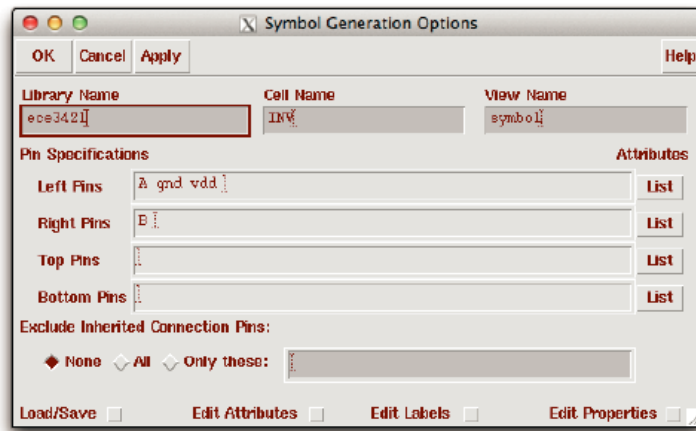 X Symbol Generation Options
OK Cancel Apply Help
Library Name Cell Name View Name
ece3421 INV symbol
Pin Specifications Attributes
Left Pins A gnd vdd List
Right Pins B List
Top Pins List
Bottom Pins List
Exclude Inherited Connection Pins:
None All Only these:
Load/Save Edit Attributes Edit Labels Edit Properties